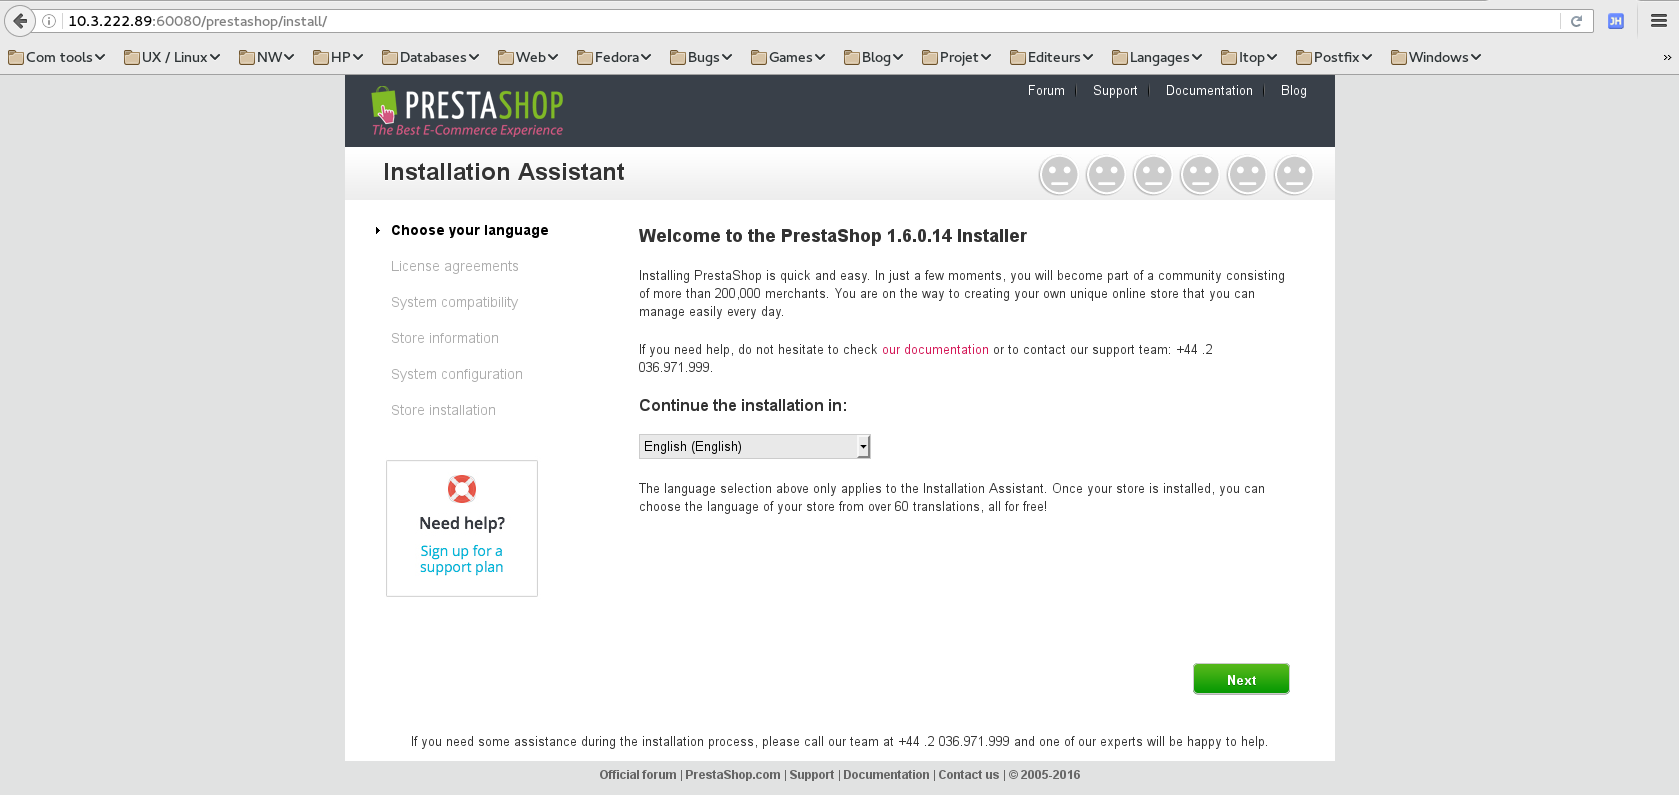 10.3.222.89:60080/prestashop/install/
JH
Com tools UX / Linux NW HP Databases Web Fedora Bugs Games Blog Projet Editeurs Langages Itop Postfix Windows »
PRESTASHOP
The Best E-Commerce Experience
Forum | Support | Documentation | Blog
Installation Assistant
Choose your language
License agreements
System compatibility
Store information
System configuration
Store installation
Need help?
Sign up for a
support plan
Welcome to the PrestaShop 1.6.0.14 Installer
Installing PrestaShop is quick and easy. In just a few moments, you will become part of a community consisting
of more than 200,000 merchants. You are on the way to creating your own unique online store that you can
manage easily every day.
If you need help, do not hesitate to check our documentation or to contact our support team: +44 .2
036.971.999.
Continue the installation in:
English (English)
The language selection above only applies to the Installation Assistant. Once your store is installed, you can
choose the language of your store from over 60 translations, all for free!
Next
If you need some assistance during the installation process, please call our team at +44 .2 036.971.999 and one of our experts will be happy to help.
Official forum | PrestaShop.com | Support | Documentation | Contact us | © 2005-2016